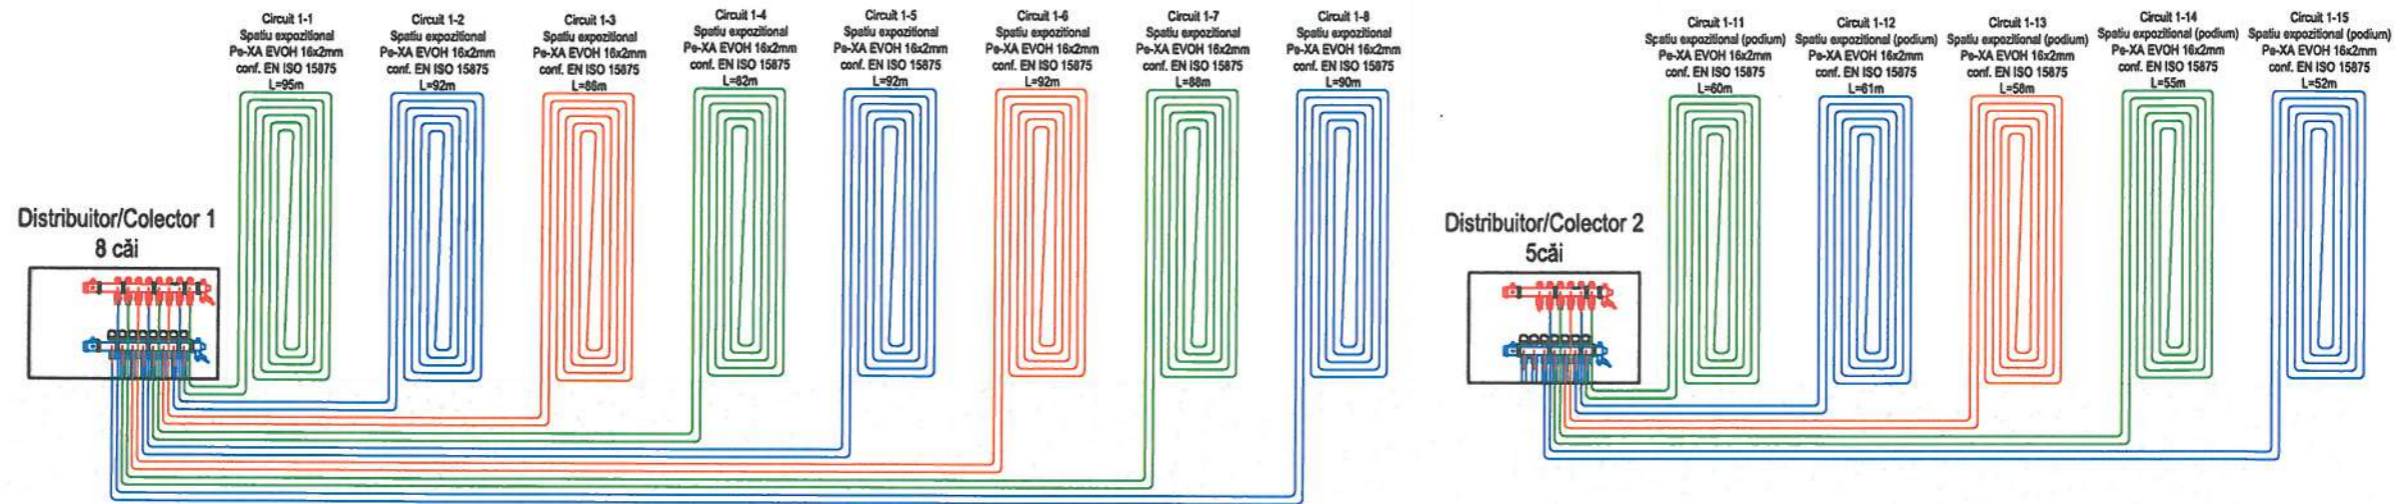 Circuit 1-1
Spatiu expozitional
Pe-XA EVOH 16x2mm
conf. EN ISO 15875
L=95m
Circuit 1-2
Spatiu expozitional
Pe-XA EVOH 16x2mm
conf. EN ISO 15875
L=92m
Circuit 1-3
Spatiu expozitional
Pe-XA EVOH 16x2mm
conf. EN ISO 15875
L=86m
Circuit 1-4
Spatiu expozitional
Pe-XA EVOH 16x2mm
conf. EN ISO 15875
L=82m
Circuit 1-5
Spatiu expozitional
Pe-XA EVOH 16x2mm
conf. EN ISO 15875
L=92m
Circuit 1-6
Spatiu expozitional
Pe-XA EVOH 16x2mm
conf. EN ISO 15875
L=92m
Circuit 1-7
Spatiu expozitional
Pe-XA EVOH 16x2mm
conf. EN ISO 15875
L=88m
Circuit 1-8
Spatiu expozitional
Pe-XA EVOH 16x2mm
conf. EN ISO 15875
L=90m
Distribuitor/Colector 1
8 căi
Circuit 1-11
Spatiu expozitional (podium)
Pe-XA EVOH 16x2mm
conf. EN ISO 15875
L=60m
Circuit 1-12
Spatiu expozitional (podium)
Pe-XA EVOH 16x2mm
conf. EN ISO 15875
L=61m
Circuit 1-13
Spatiu expozitional (podium)
Pe-XA EVOH 16x2mm
conf. EN ISO 15875
L=58m
Circuit 1-14
Spatiu expozitional (podium)
Pe-XA EVOH 16x2mm
conf. EN ISO 15875
L=55m
Circuit 1-15
Spatiu expozitional (podium)
Pe-XA EVOH 16x2mm
conf. EN ISO 15875
L=52m
Distribuitor/Colector 2
5căi